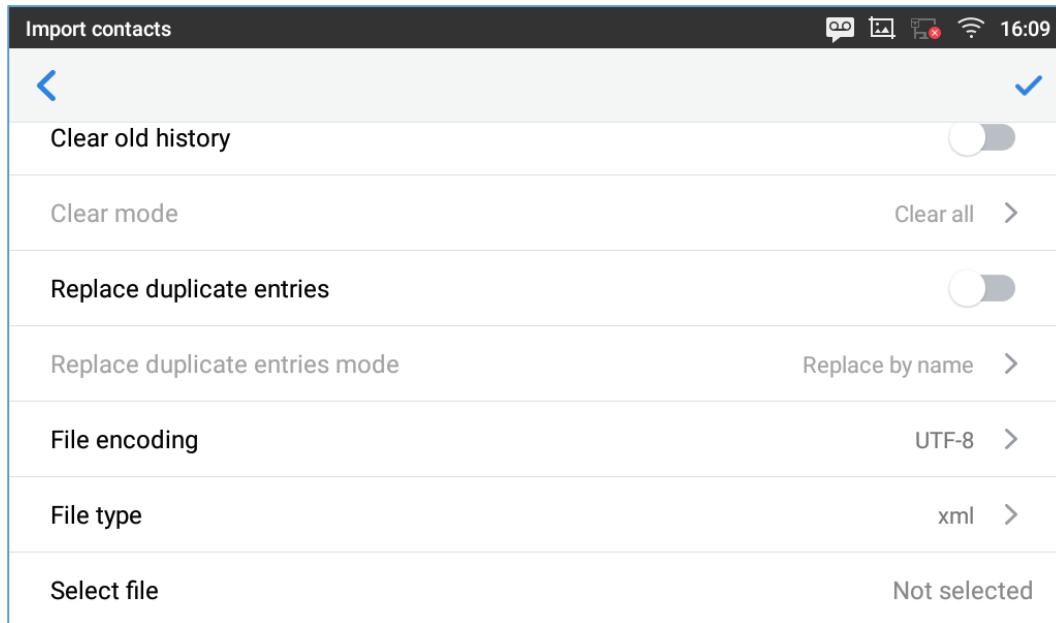 Import contacts 16:09
Clear old history
Clear mode Clear all
Replace duplicate entries
Replace duplicate entries mode Replace by name
File encoding UTF-8
File type xml
Select file Not selected